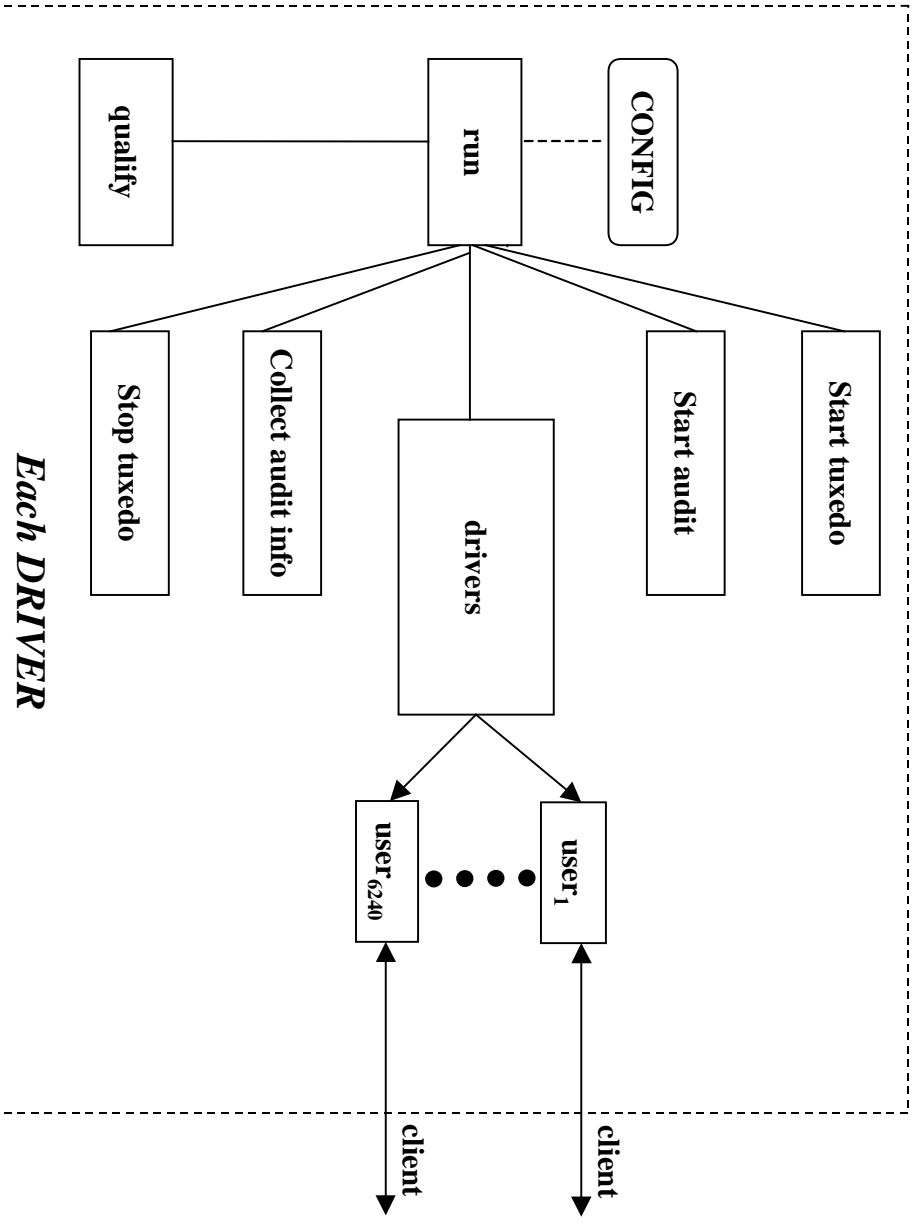 CONFIG
run
qualify
Start tuxedo
Start audit
drivers
Collect audit info
Stop tuxedo
user₁
user₆₂₄₀
client
client
Each DRIVER